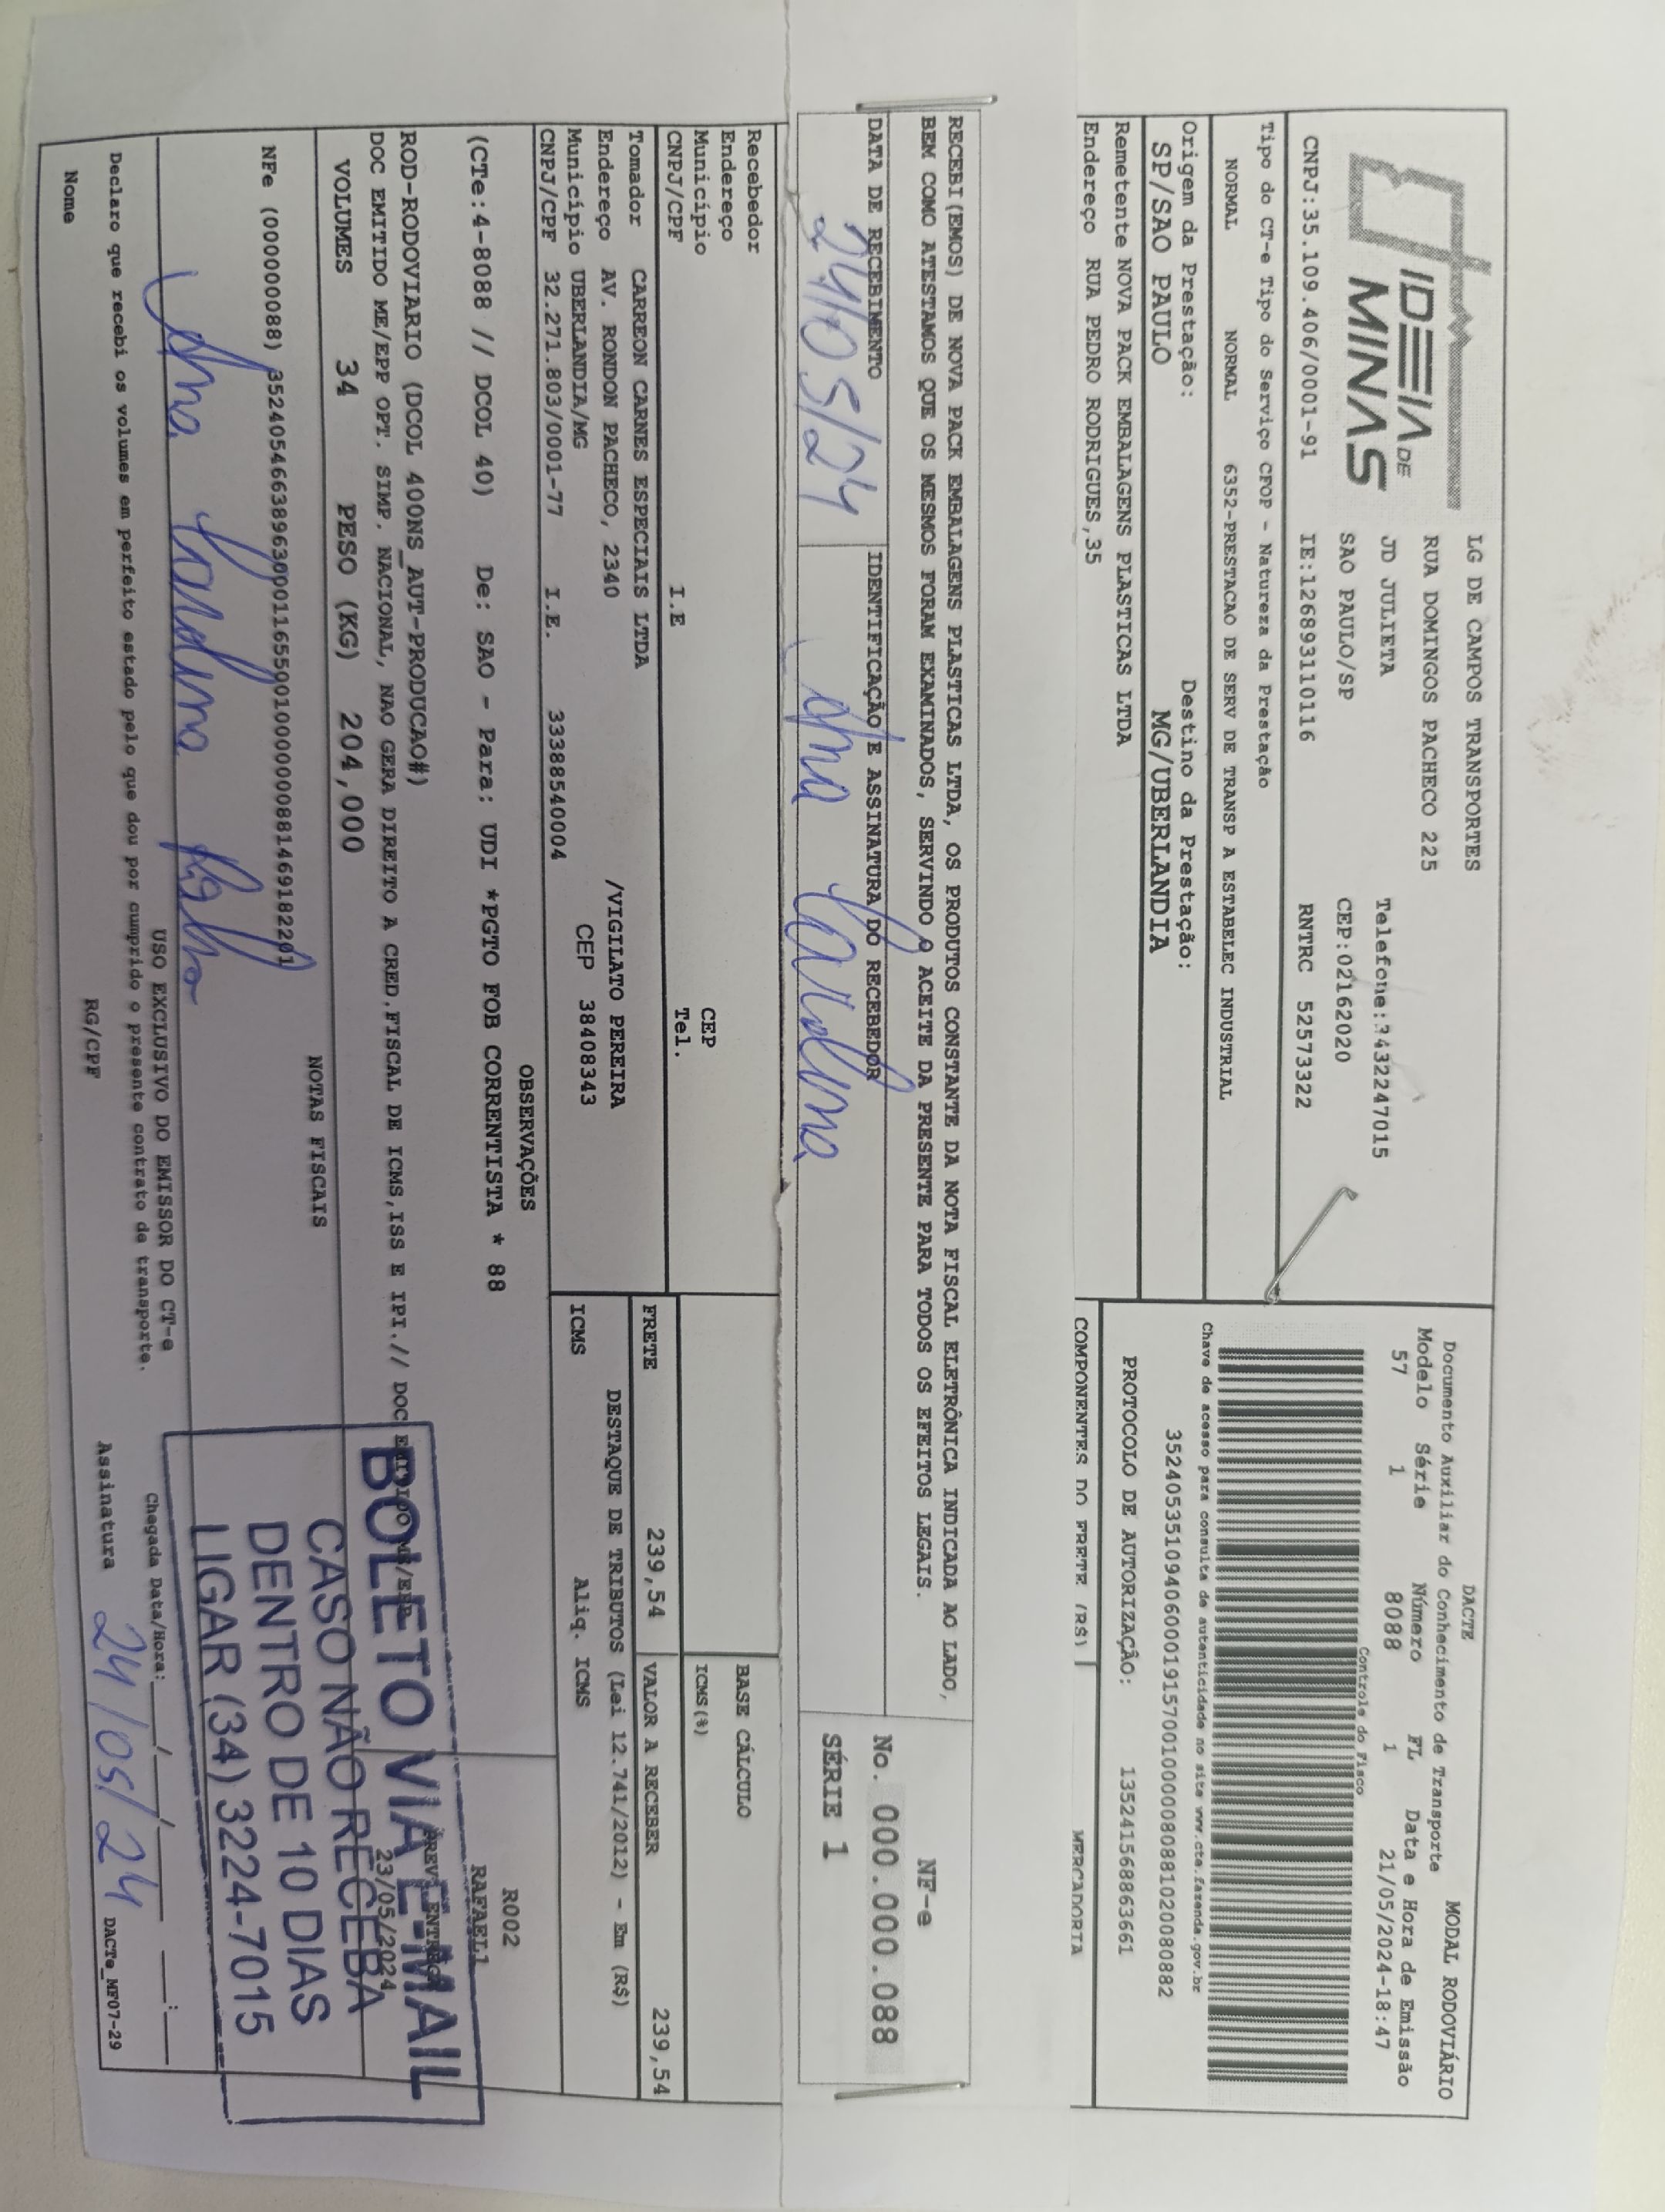 IDEIA DE
MINAS
LG DE CAMPOS TRANSPORTES
RUA DOMINGOS PACHECO 225
JD JULIETA
SAO PAULO/SP
Telefone:3432247015
CEP:02162020
CNPJ:35.109.406/0001-91 IE:126893110116 RNTRC 52573322
Tipo do CT-e Tipo do Serviço CFOP - Natureza da Prestação
NORMAL NORMAL 6352-PRESTACAO DE SERV DE TRANSP A ESTABELEC INDUSTRIAL
Origem da Prestação: Destino da Prestação:
SP/SAO PAULO MG/UBERLANDIA
Remetente NOVA PACK EMBALAGENS PLASTICAS LTDA
Endereço RUA PEDRO RODRIGUES,35
DACTE MODAL RODOVIÁRIO
Documento Auxiliar do Conhecimento de Transporte
Modelo Série Número FL Data e Hora de Emissão
57 1 8088 1 21/05/2024-18:47
Controle do Fisco
Chave de acesso para consulta de autenticidade no site www.cte.fazenda.gov.br
35240535109406000191570010000080881020080882
PROTOCOLO DE AUTORIZAÇÃO: 135241568863661
COMPONENTES DO FRETE (R$) MERCADORIA
RECEBI (EMOS) DE NOVA PACK EMBALAGENS PLASTICAS LTDA, OS PRODUTOS CONSTANTE DA NOTA FISCAL ELETRÔNICA INDICADA AO LADO,
BEM COMO ATESTAMOS QUE OS MESMOS FORAM EXAMINADOS, SERVINDO O ACEITE DA PRESENTE PARA TODOS OS EFEITOS LEGAIS.
DATA DE RECEBIMENTO IDENTIFICAÇÃO E ASSINATURA DO RECEBEDOR
24/05/24 Ana Carolina
NF-e
No. 000.000.088
SÉRIE 1
Recebedor
Endereço
Município CEP
CNPJ/CPF I.E Tel.
Tomador CARREON CARNES ESPECIAIS LTDA
Endereço AV. RONDON PACHECO, 2340 /VIGILATO PEREIRA
Município UBERLANDIA/MG CEP 38408343
CNPJ/CPF 32.271.803/0001-77 I.E. 33388540004
BASE CÁLCULO
ICMS(%)
FRETE 239,54 VALOR A RECEBER 239,54
DESTAQUE DE TRIBUTOS (Lei 12.741/2012) - Em (R$)
ICMS Aliq. ICMS
OBSERVAÇÕES
(CTe:4-8088 // DCOL 40) De: SAO - Para: UDI *PGTO FOB CORRENTISTA * 88
R002
RAFAEL1
ROD-RODOVIARIO (DCOL 400NS_AUT-PRODUCAO#)
PREV. ENTREGA
DOC EMITIDO ME/EPP OPT. SIMP. NACIONAL, NAO GERA DIREITO A CRED.FISCAL DE ICMS,ISS E IPI.// DOC EMITIDO ME/EPP
23/05/2024
VOLUMES 34 PESO (KG) 204,000
NOTAS FISCAIS
NFe (000000088) 35240546638963000116550010000000881469182201
BOLETO VIA E-MAIL
CASO NÃO RECEBA
DENTRO DE 10 DIAS
LIGAR (34) 3224-7015
Ana Carolina
USO EXCLUSIVO DO EMISSOR DO CT-e
Declaro que recebi os volumes em perfeito estado pelo que dou por cumprido o presente contrato de transporte.
Chegada Data/Hora: ___/___/___ __:__
Nome RG/CPF Assinatura 24/05/24
DACTe_MF07-29